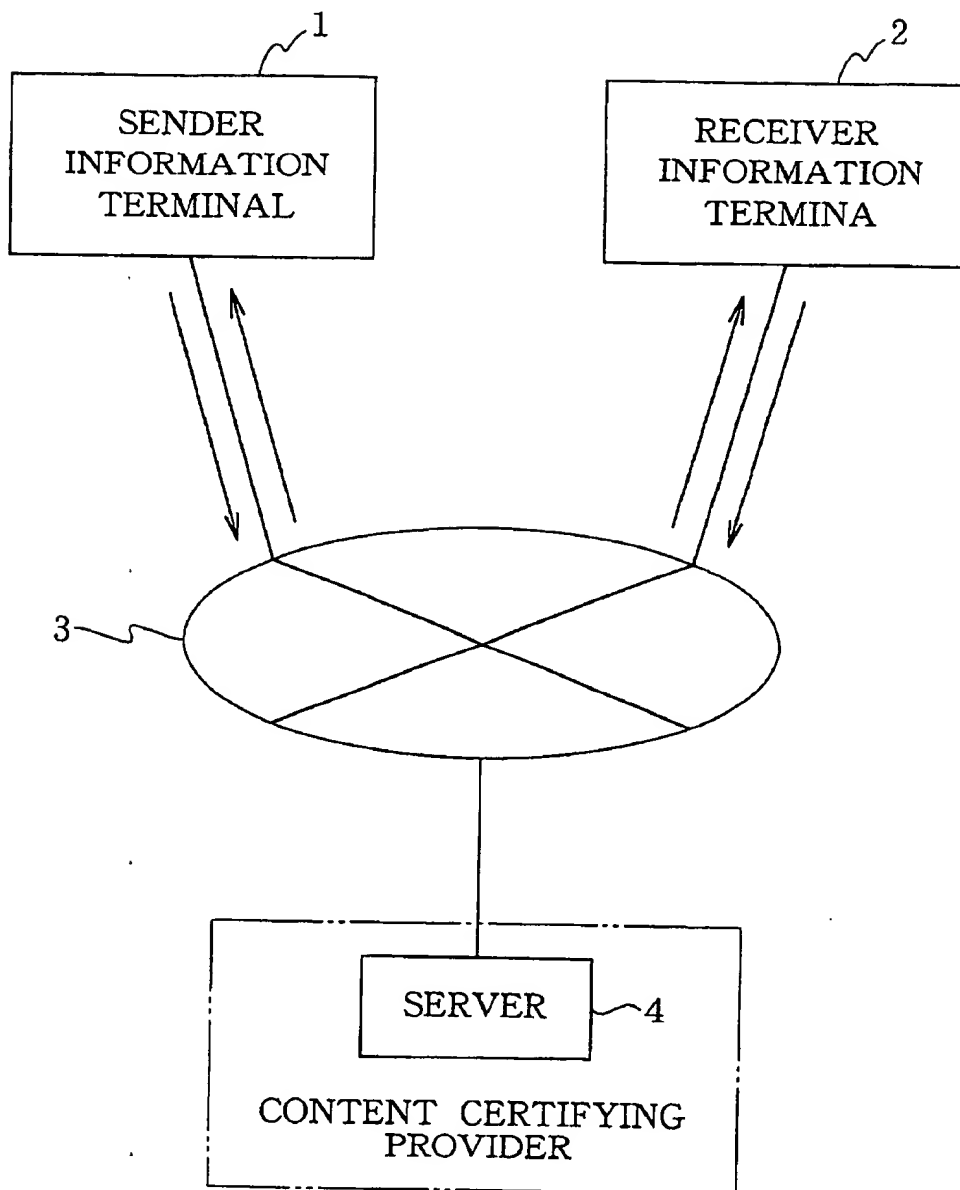 1
2
SENDER
INFORMATION
TERMINAL
RECEIVER
INFORMATION
TERMINA
3
SERVER
4
CONTENT CERTIFYING
PROVIDER